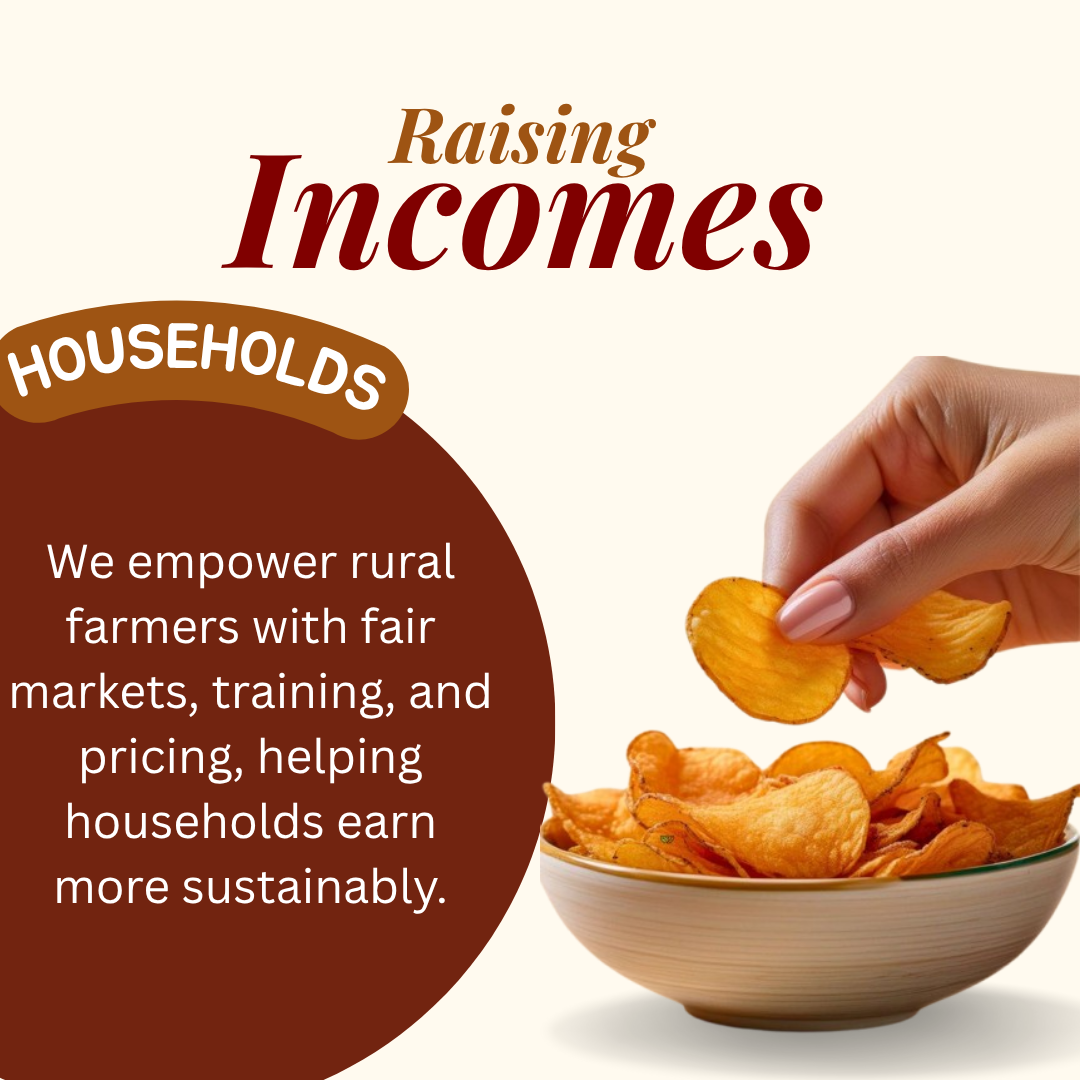 Raising
Incomes
HOUSEHOLDS
We empower rural
farmers with fair
markets, training, and
pricing, helping
households earn
more sustainably.